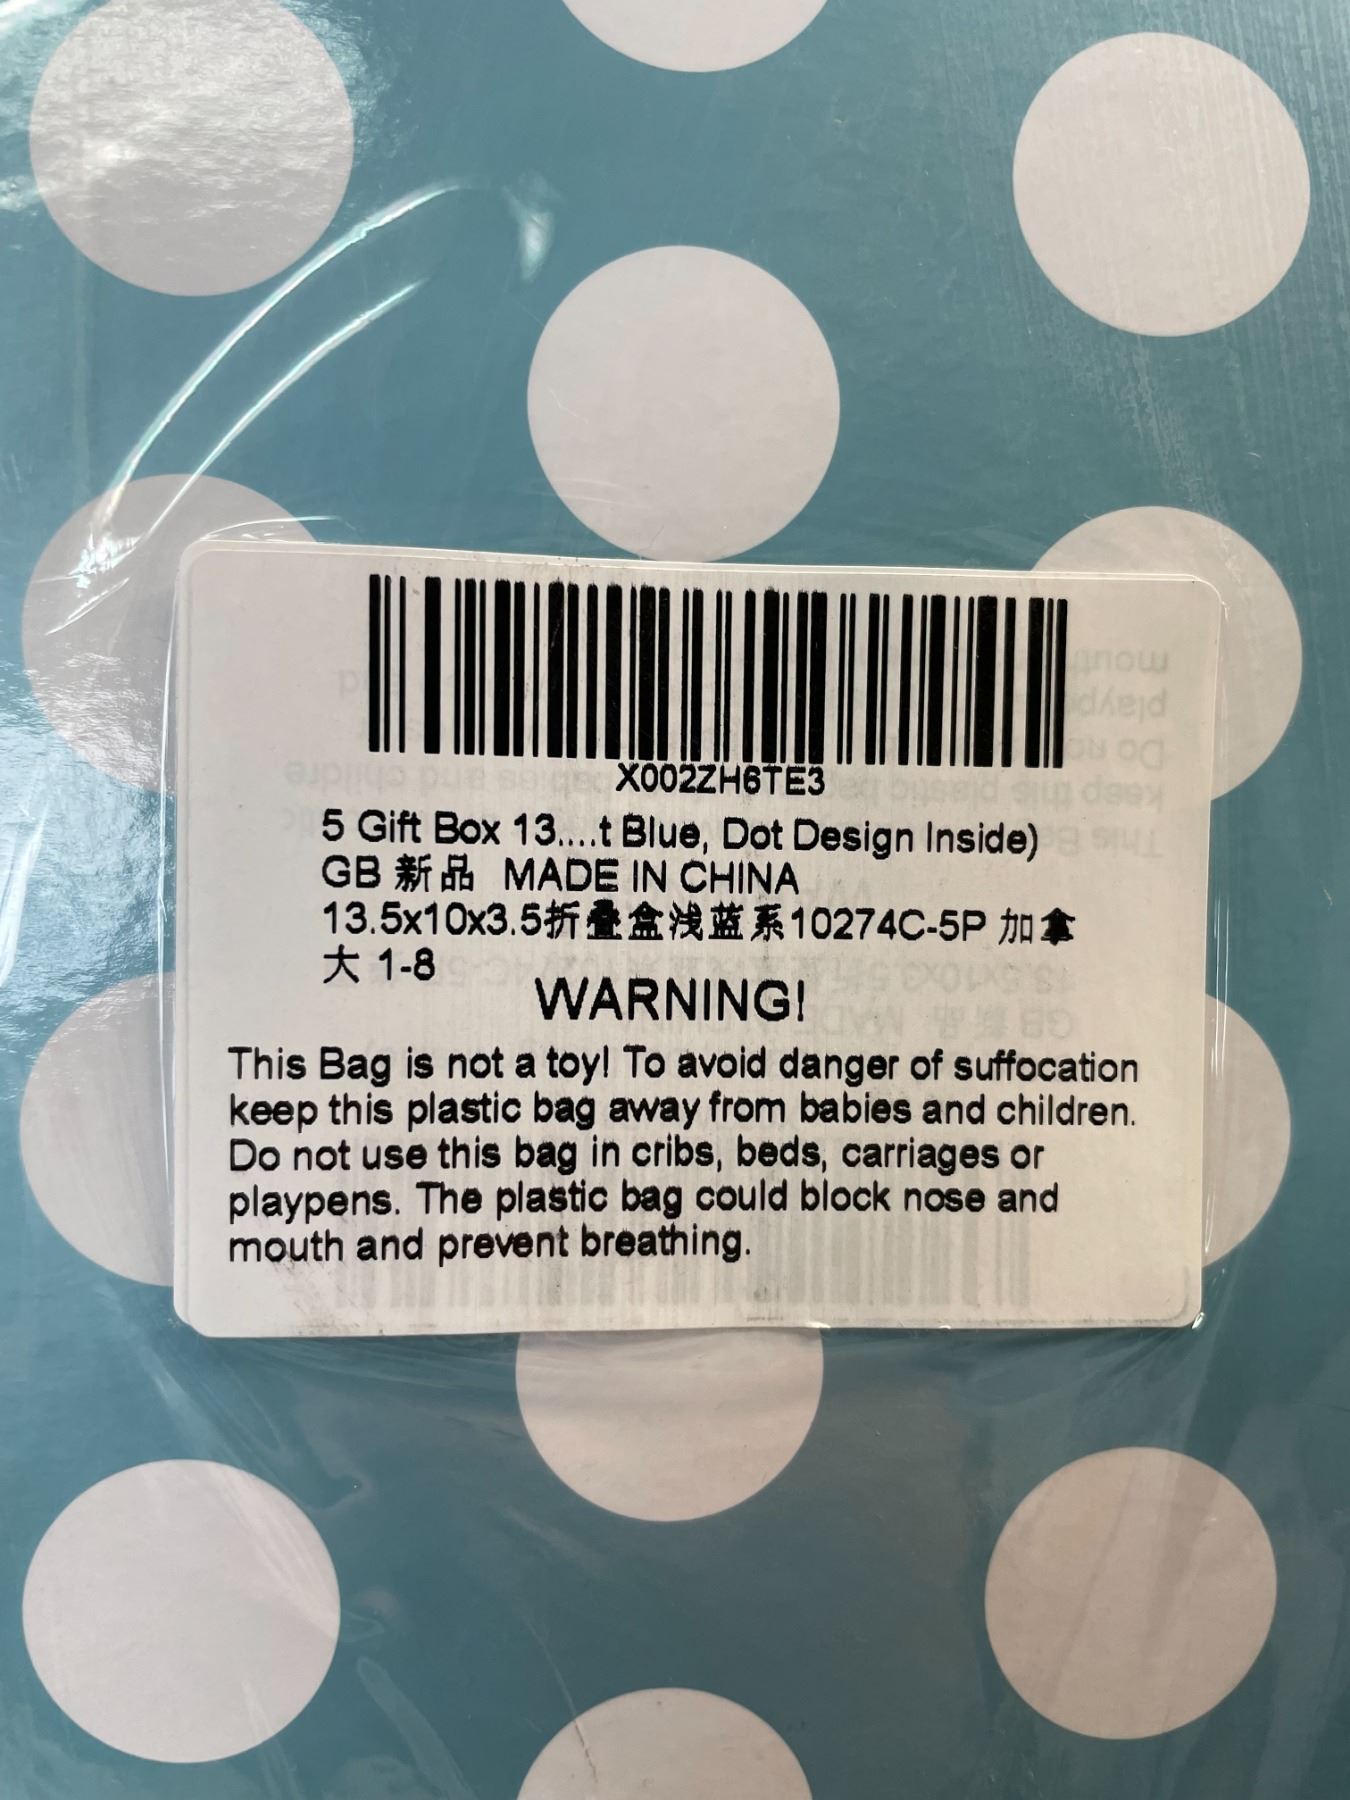 X002ZH6TE3
5 Gift Box 13....t Blue, Dot Design Inside)
GB 新品 MADE IN CHINA
13.5x10x3.5折叠盒浅蓝系10274C-5P 加拿
大 1-8
WARNING!
This Bag is not a toy! To avoid danger of suffocation
keep this plastic bag away from babies and children.
Do not use this bag in cribs, beds, carriages or
playpens. The plastic bag could block nose and
mouth and prevent breathing.